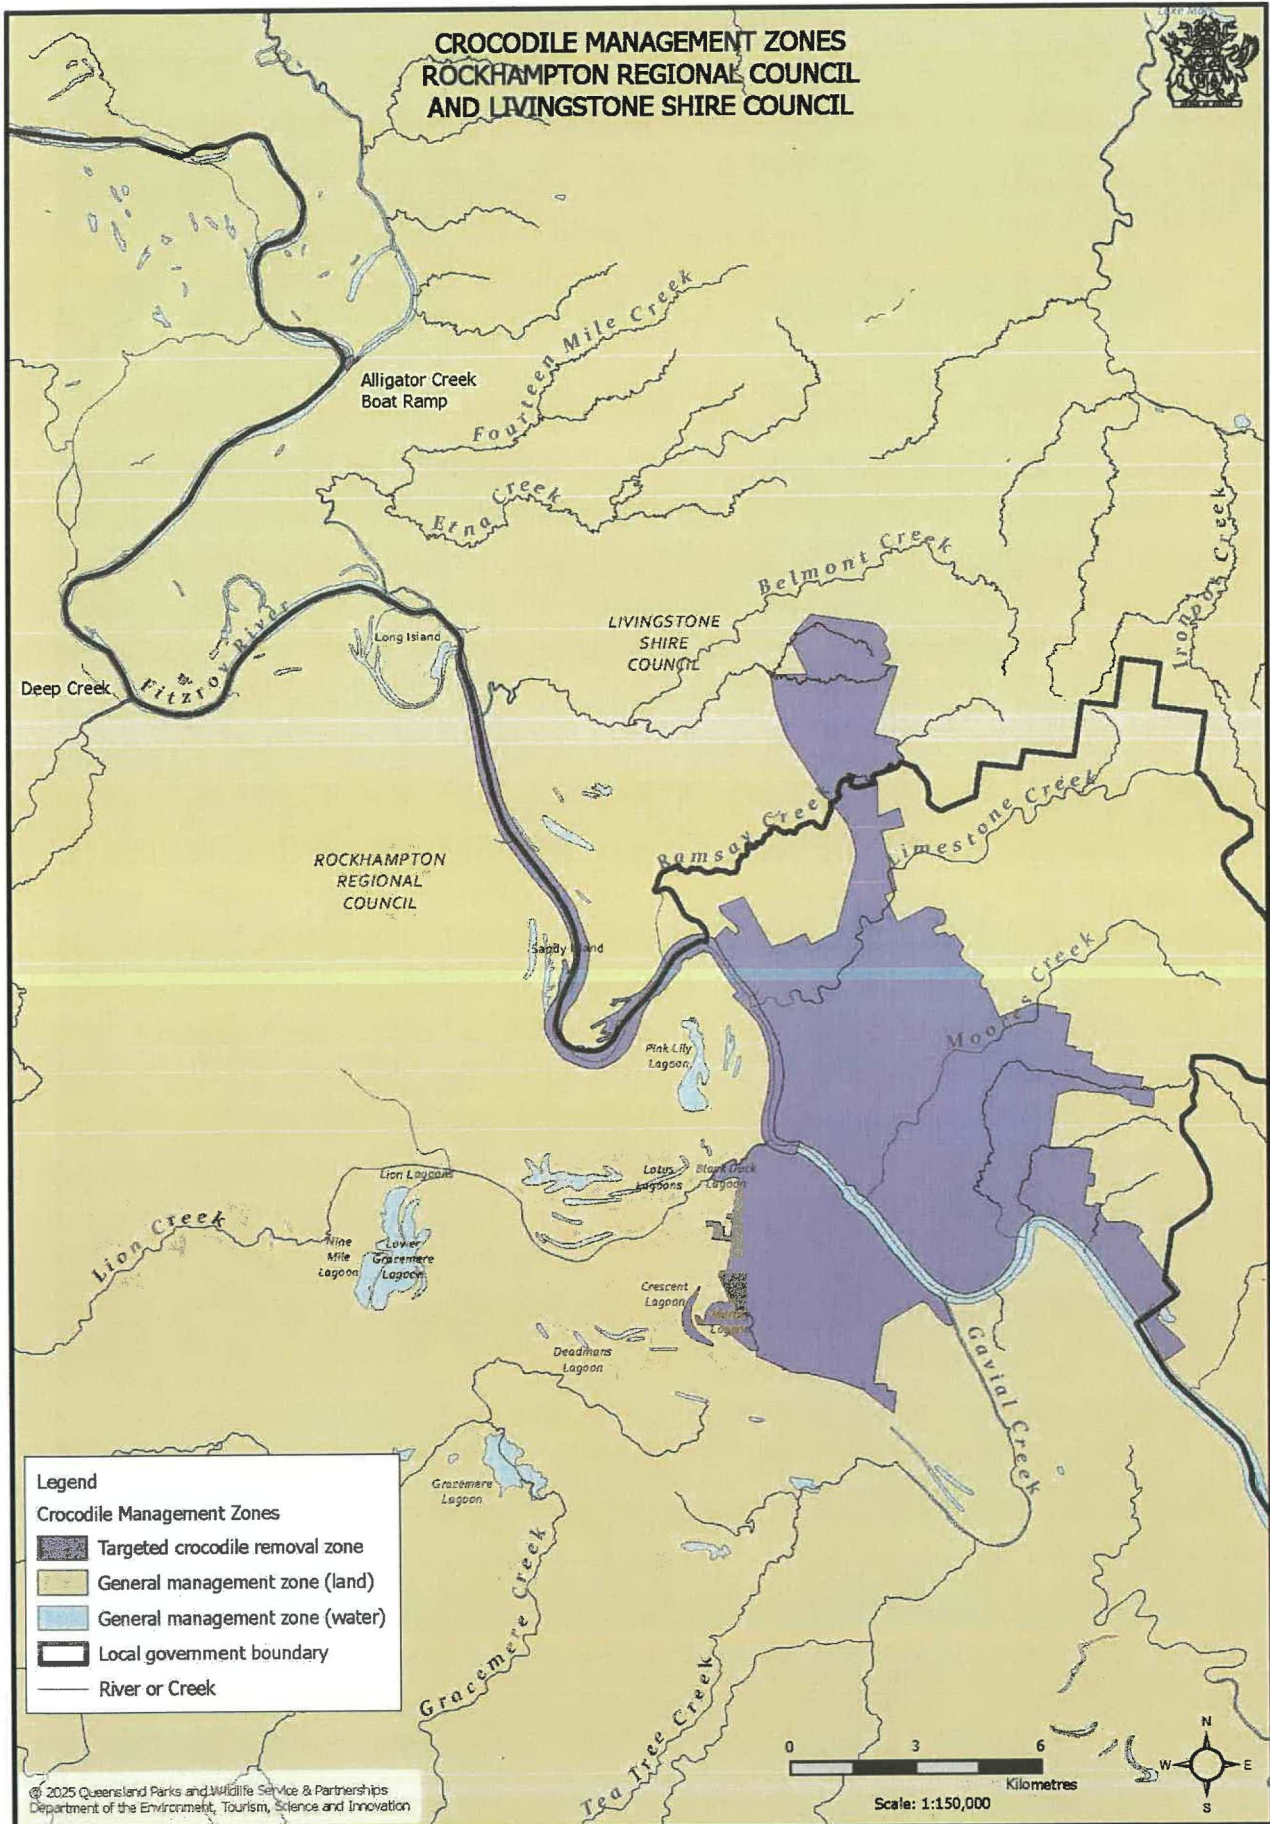 Lake Mary
CROCODILE MANAGEMENT ZONES
ROCKHAMPTON REGIONAL COUNCIL
AND LIVINGSTONE SHIRE COUNCIL
Alligator Creek
Boat Ramp
Fourteen Mile Creek
Etna Creek
Belmont Creek
Ironpot Creek
LIVINGSTONE
SHIRE
COUNCIL
Long Island
Fitzroy River
Deep Creek
Ramsay Creek
Limestone Creek
ROCKHAMPTON
REGIONAL
COUNCIL
Sandy Island
Moores Creek
Pink Lily
Lagoon
Lion Lagoons
Lotus
Lagoons
Black Duck
Lagoon
Lion Creek
Nine
Mile
Lagoon
Lower
Gracemere
Lagoon
Crescent
Lagoon
Lagoon
Deadmans
Lagoon
Gavial Creek
Gracemere
Lagoon
Gracemere Creek
Tea Tree Creek
Legend
Crocodile Management Zones
Targeted crocodile removal zone
General management zone (land)
General management zone (water)
Local government boundary
River or Creek
© 2025 Queensland Parks and Wildlife Service & Partnerships
Department of the Environment, Tourism, Science and Innovation
0 3 6
Kilometres
Scale: 1:150,000
N
W E
S